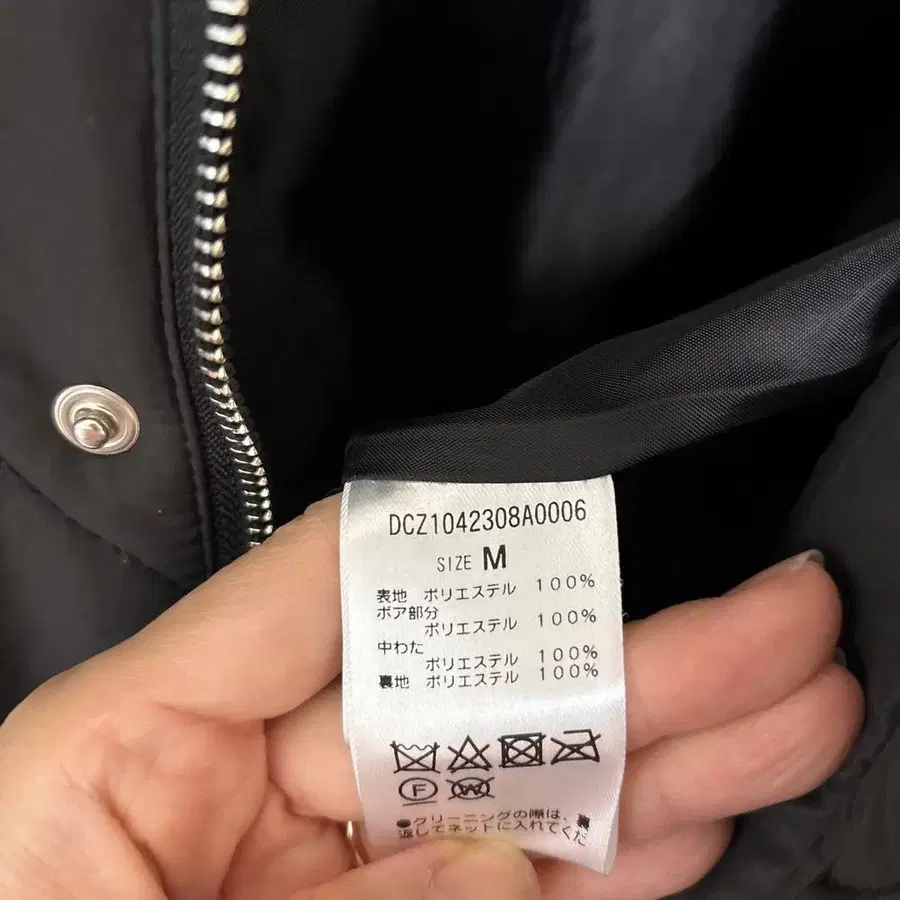 DCZ1042308A0006
SIZE M
表地 ポリエステル 100%
ボア部分
ポリエステル 100%
中わた
ポリエステル 100%
裏地 ポリエステル 100%
F W
●クリーニングの際は、裏
返してネットに入れてくだ